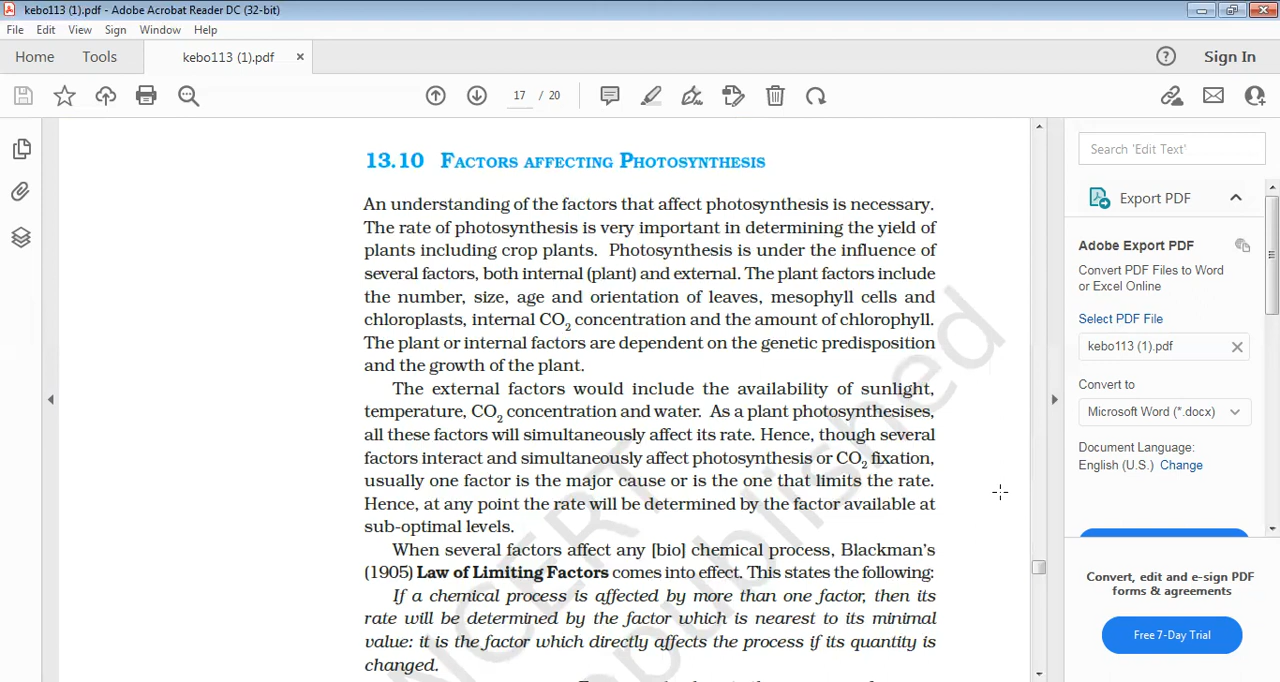 kebo113 (1).pdf - Adobe Acrobat Reader DC (32-bit)
File Edit View Sign Window Help
Home Tools kebo113 (1).pdf × Sign In
17 / 20
13.10 FACTORS AFFECTING PHOTOSYNTHESIS
An understanding of the factors that affect photosynthesis is necessary.
The rate of photosynthesis is very important in determining the yield of
plants including crop plants. Photosynthesis is under the influence of
several factors, both internal (plant) and external. The plant factors include
the number, size, age and orientation of leaves, mesophyll cells and
chloroplasts, internal CO2 concentration and the amount of chlorophyll.
The plant or internal factors are dependent on the genetic predisposition
and the growth of the plant.
The external factors would include the availability of sunlight,
temperature, CO2 concentration and water. As a plant photosynthesises,
all these factors will simultaneously affect its rate. Hence, though several
factors interact and simultaneously affect photosynthesis or CO2 fixation,
usually one factor is the major cause or is the one that limits the rate.
Hence, at any point the rate will be determined by the factor available at
sub-optimal levels.
When several factors affect any [bio] chemical process, Blackman's
(1905) Law of Limiting Factors comes into effect. This states the following:
If a chemical process is affected by more than one factor, then its
rate will be determined by the factor which is nearest to its minimal
value: it is the factor which directly affects the process if its quantity is
changed.
NCERT
published
Search 'Edit Text'
Export PDF
Adobe Export PDF
Convert PDF Files to Word
or Excel Online
Select PDF File
kebo113 (1).pdf
Convert to
Microsoft Word (*.docx)
Document Language:
English (U.S.) Change
Convert, edit and e-sign PDF
forms & agreements
Free 7-Day Trial